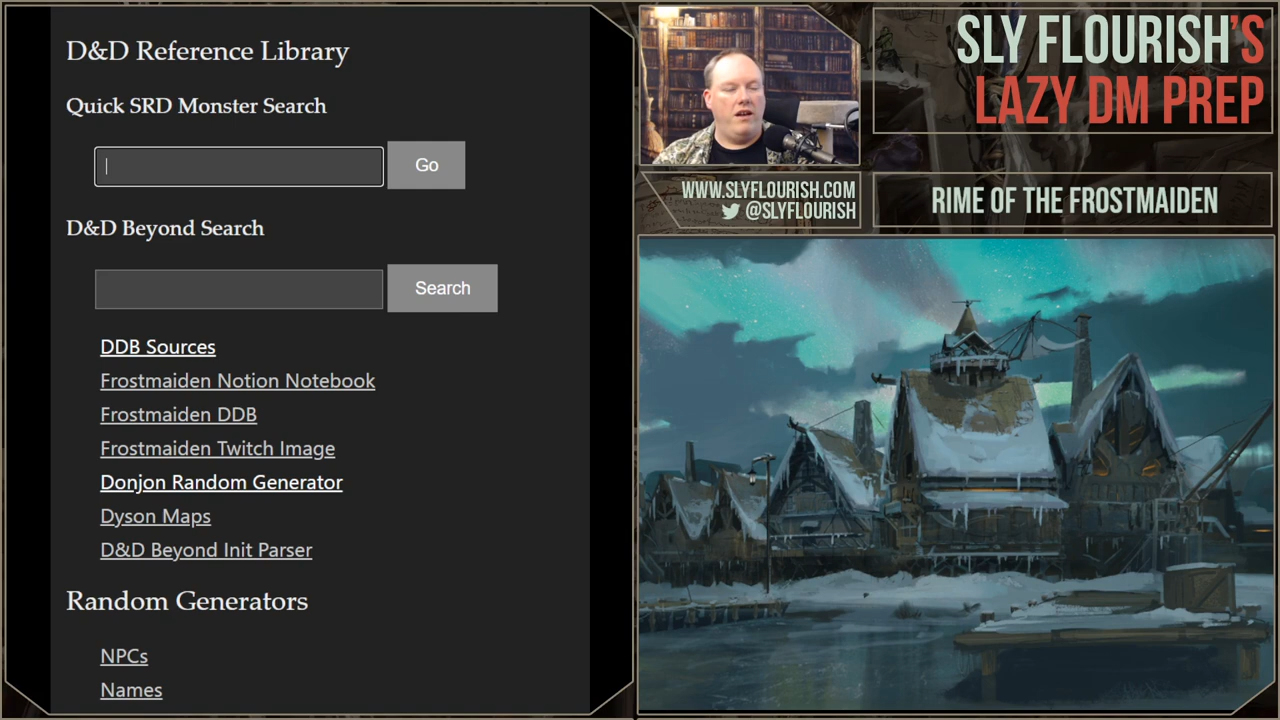 D&D Reference Library
Quick SRD Monster Search
Go
D&D Beyond Search
Search
DDB Sources
Frostmaiden Notion Notebook
Frostmaiden DDB
Frostmaiden Twitch Image
Donjon Random Generator
Dyson Maps
D&D Beyond Init Parser
Random Generators
NPCs
Names
SLY FLOURISH'S
LAZY DM PREP
WWW.SLYFLOURISH.COM
@SLYFLOURISH
RIME OF THE FROSTMAIDEN